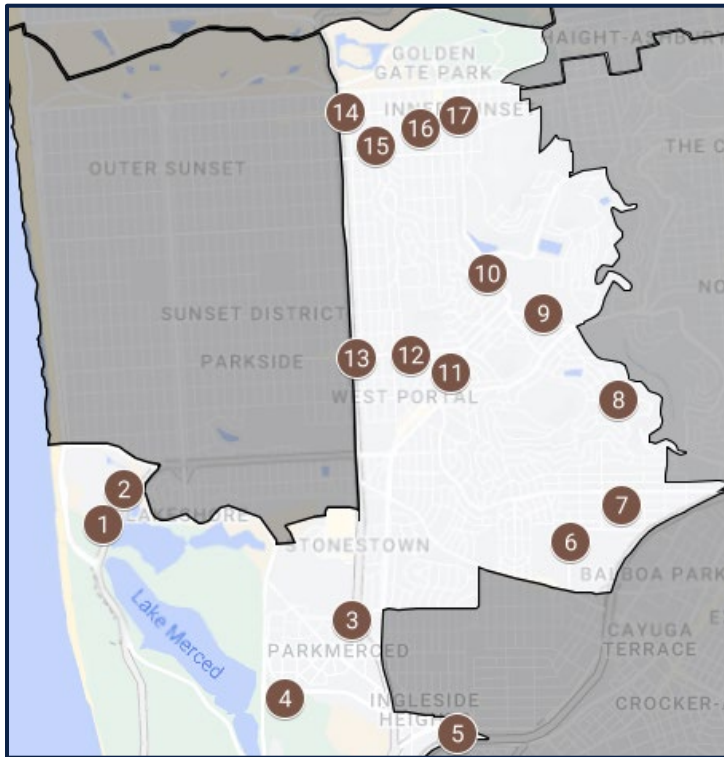 HAIGHT-ASHBURY
GOLDEN
GATE PARK
14
INNER SUNSET
16
17
15
THE C
OUTER SUNSET
10
NO
9
SUNSET DISTRICT
13
12
PARKSIDE
11
WEST PORTAL
8
2
7
1
LAKESHORE
6
STONESTOWN
BALBOA PARK
Lake Merced
3
CAYUGA
TERRACE
PARKMERCED
4
INGLESIDE
HEIGH
CROCKER-A
5